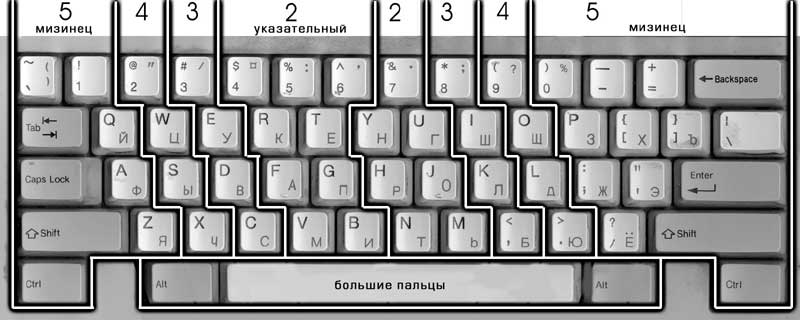 5 4 3 2 2 3 4 5
мизинец указательный мизинец
~ ( ` ) ! 1 @ " 2 # / 3 $ ¤ 4 % : 5 ^ , 6 & . 7 * ; 8 ( ? 9 ) % 0 — - + = ←Backspace
Tab Q Й W Ц E У R К T Е Y Н U Г I Ш O Щ P З { [ Х } ] Ъ ! \
Caps Lock A Ф S Ы D В F А G П H Р J О K Л L Д : ; Ж " ' Э Enter
⇧Shift Z Я X Ч C С V М B И N Т M Ь < , Б > . Ю ? / Ё ⇧Shift
Ctrl Alt большие пальцы Alt Ctrl